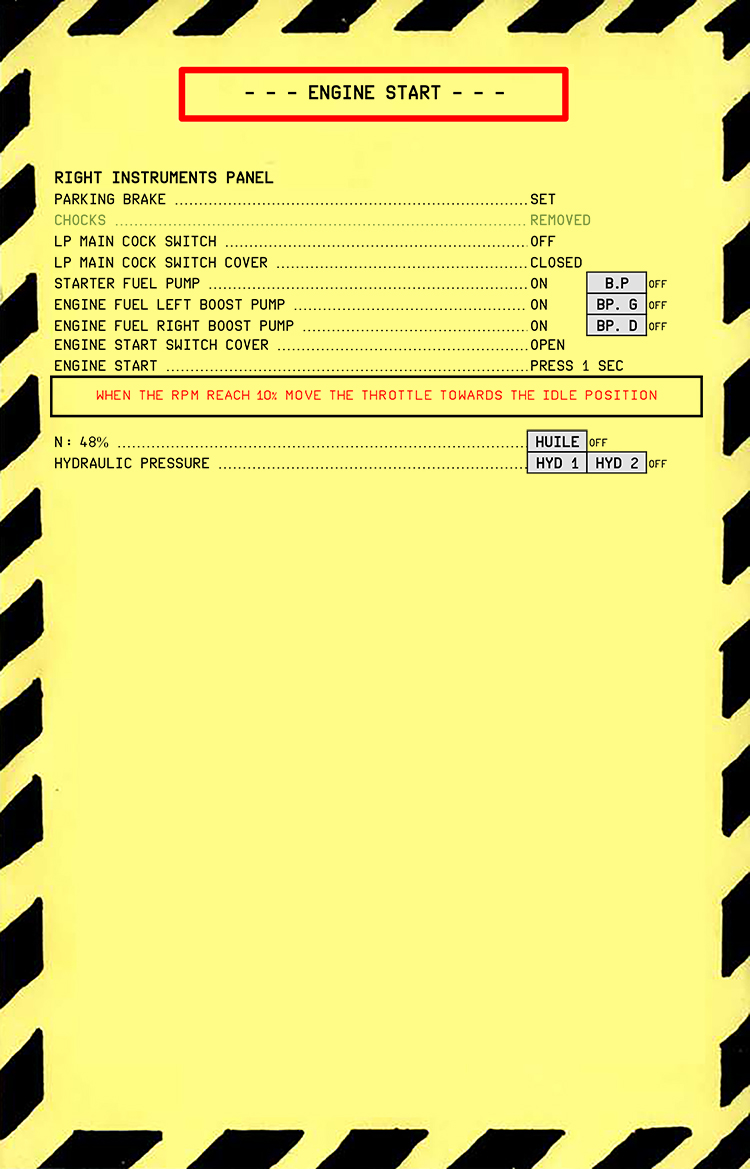 - - - ENGINE START - - -
RIGHT INSTRUMENTS PANEL
PARKING BRAKE ........................................ SET
CHOCKS ........................................ REMOVED
LP MAIN COCK SWITCH ........................................ OFF
LP MAIN COCK SWITCH COVER ........................................ CLOSED
STARTER FUEL PUMP ........................................ ON B.P OFF
ENGINE FUEL LEFT BOOST PUMP ........................................ ON BP. G OFF
ENGINE FUEL RIGHT BOOST PUMP ........................................ ON BP. D OFF
ENGINE START SWITCH COVER ........................................ OPEN
ENGINE START ........................................ PRESS 1 SEC
WHEN THE RPM REACH 10% MOVE THE THROTTLE TOWARDS THE IDLE POSITION
N: 48% ........................................ HUILE OFF
HYDRAULIC PRESSURE ........................................ HYD 1 HYD 2 OFF